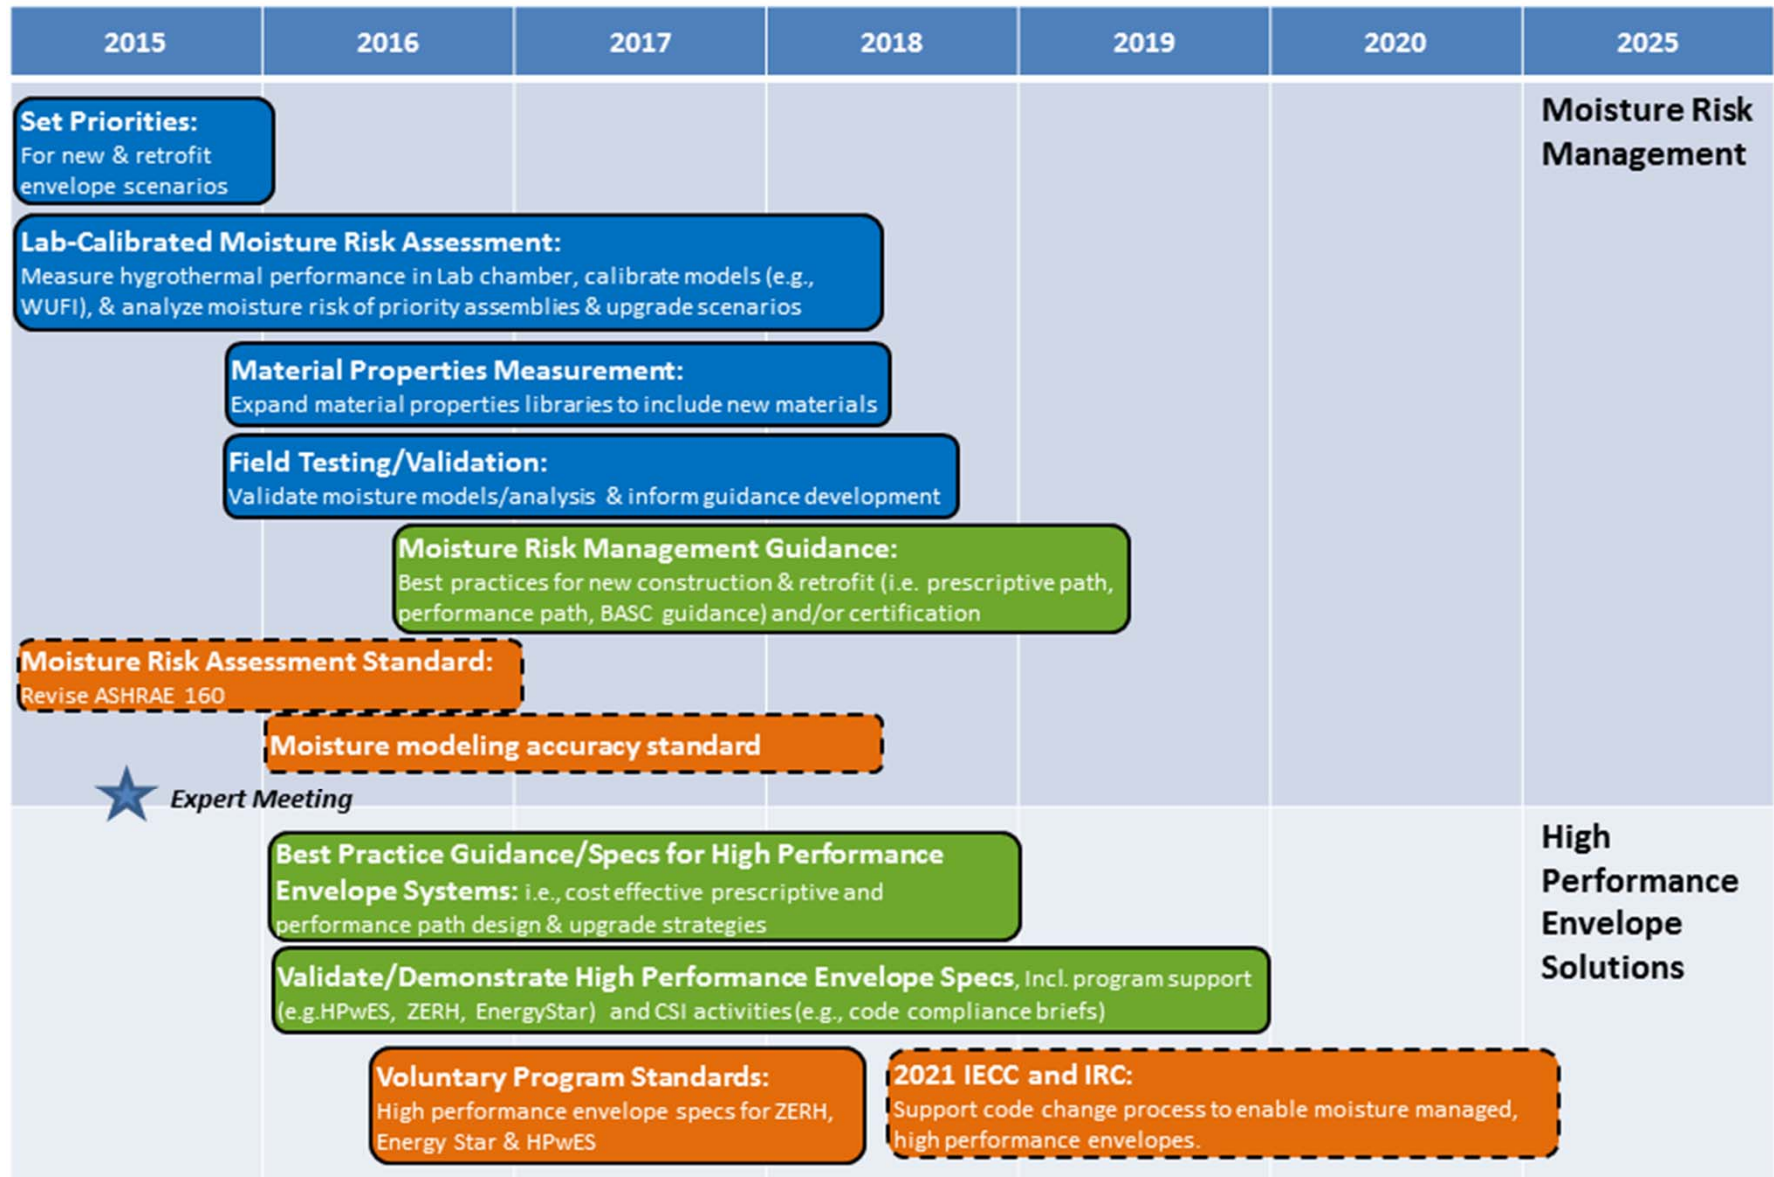 2015 2016 2017 2018 2019 2020 2025
Moisture Risk
Management
Set Priorities:
For new & retrofit
envelope scenarios
Lab-Calibrated Moisture Risk Assessment:
Measure hygrothermal performance in Lab chamber, calibrate models (e.g.,
WUFI), & analyze moisture risk of priority assemblies & upgrade scenarios
Material Properties Measurement:
Expand material properties libraries to include new materials
Field Testing/Validation:
Validate moisture models/analysis & inform guidance development
Moisture Risk Management Guidance:
Best practices for new construction & retrofit (i.e. prescriptive path,
performance path, BASC guidance) and/or certification
Moisture Risk Assessment Standard:
Revise ASHRAE 160
Moisture modeling accuracy standard
Expert Meeting
High
Performance
Envelope
Solutions
Best Practice Guidance/Specs for High Performance
Envelope Systems: i.e., cost effective prescriptive and
performance path design & upgrade strategies
Validate/Demonstrate High Performance Envelope Specs, Incl. program support
(e.g.HPwES, ZERH, EnergyStar) and CSI activities (e.g., code compliance briefs)
Voluntary Program Standards:
High performance envelope specs for ZERH,
Energy Star & HPwES
2021 IECC and IRC:
Support code change process to enable moisture managed,
high performance envelopes.